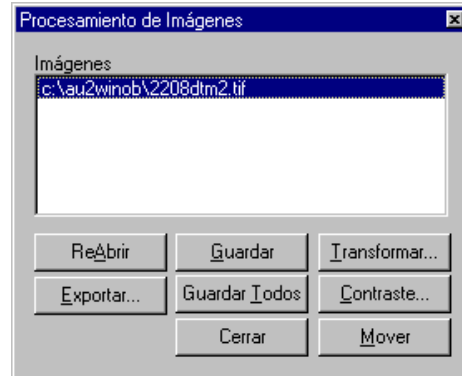 Procesamiento de Imágenes
Imágenes
c:\au2winob\2208dtm2.tif
ReAbrir Guardar Transformar...
Exportar... Guardar Todos Contraste...
Cerrar Mover